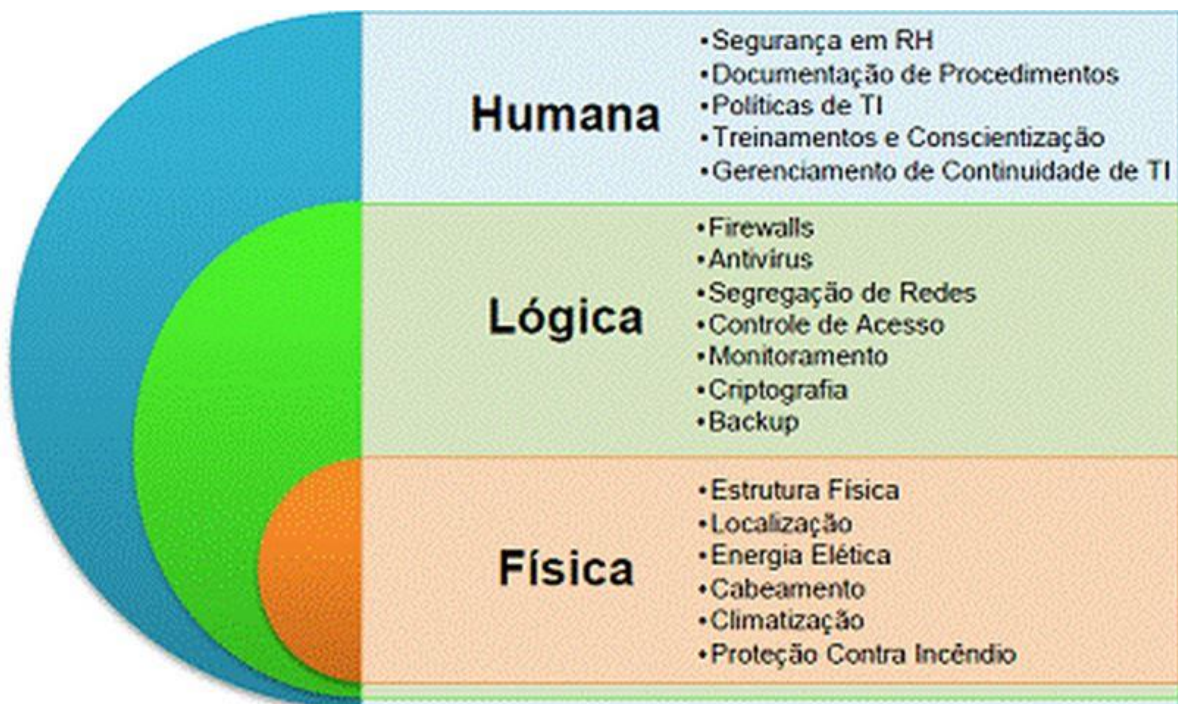 Humana
•Segurança em RH
•Documentação de Procedimentos
•Políticas de TI
•Treinamentos e Conscientização
•Gerenciamento de Continuidade de TI
Lógica
•Firewalls
•Antivírus
•Segregação de Redes
•Controle de Acesso
•Monitoramento
•Criptografia
•Backup
Física
•Estrutura Física
•Localização
•Energia Elética
•Cabeamento
•Climatização
•Proteção Contra Incêndio